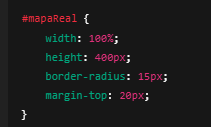 #mapaReal {
width: 100%;
height: 400px;
border-radius: 15px;
margin-top: 20px;
}